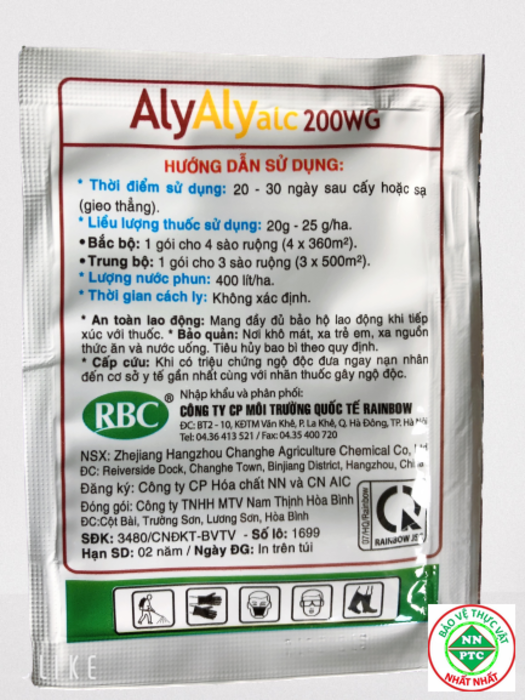 AlyAlyalc 200WG
HƯỚNG DẪN SỬ DỤNG:
* Thời điểm sử dụng: 20 - 30 ngày sau cấy hoặc sạ
(gieo thẳng).
* Liều lượng thuốc sử dụng: 20g - 25 g/ha.
• Bắc bộ: 1 gói cho 4 sào ruộng (4 x 360m²).
• Trung bộ: 1 gói cho 3 sào ruộng (3 x 500m²).
* Lượng nước phun: 400 lít/ha.
* Thời gian cách ly: Không xác định.
* An toàn lao động: Mang đầy đủ bảo hộ lao động khi tiếp
xúc với thuốc. * Bảo quản: Nơi khô mát, xa trẻ em, xa nguồn
thức ăn và nước uống. Tiêu hủy bao bì theo quy định.
* Cấp cứu: Khi có triệu chứng ngộ độc đưa ngay nạn nhân
đến cơ sở y tế gần nhất cùng với nhãn thuốc gây ngộ độc.
RBC ®
Nhập khẩu và phân phối:
CÔNG TY CP MÔI TRƯỜNG QUỐC TẾ RAINBOW
ĐC: BT2 - 10, KĐTM Văn Khê, P. La Khê, Q. Hà Đông, TP. Hà Nội
Tel: 04.36 413 521 / Fax: 04.35 400 720
NSX: Zhejiang Hangzhou Changhe Agriculture Chemical Co,
ĐC: Reiverside Dock, Changhe Town, Binjiang District, Hangzhou,
Đăng ký: Công ty CP Hóa chất NN và CN AIC
Đóng gói: Công ty TNHH MTV Nam Thịnh Hòa Bình
ĐC:Cột Bài, Trường Sơn, Lương Sơn, Hòa Bình
SĐK: 3480/CNĐKT-BVTV - Số lô: 1699
Hạn SD: 02 năm / Ngày ĐG: In trên túi
07/HQ/Rainbow
RAINBOW
BẢO VỆ THỰC VẬT
NN
PTC
NHẤT NHẤT